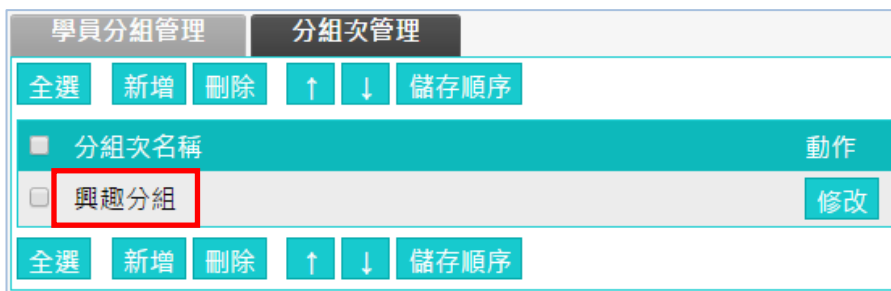 學員分組管理 分組次管理
全選 新增 刪除 ↑ ↓ 儲存順序
分組次名稱 動作
興趣分組 修改
全選 新增 刪除 ↑ ↓ 儲存順序